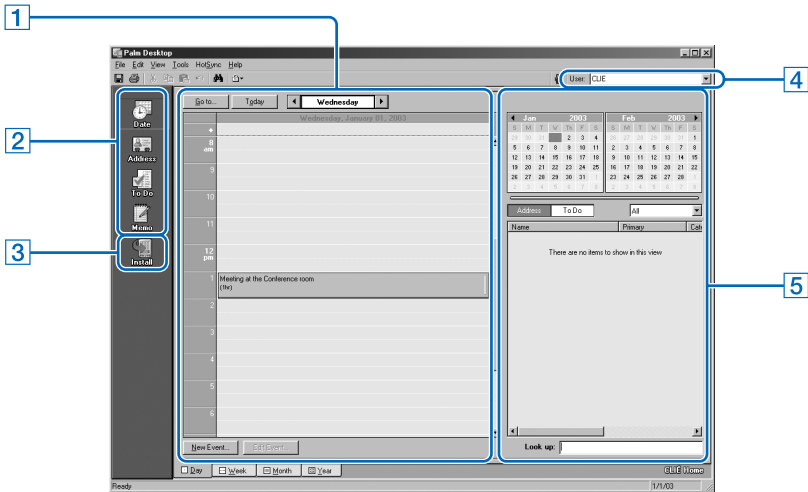 1
Palm Desktop
File Edit View Tools HotSync Help
User: CLIE
4
2
Date
Address
To Do
Memo
3
Install
Go to... Today Wednesday
Wednesday, January 01, 2003
8 am
9
10
11
12 pm
1 Meeting at the Conference room
(1hr)
2
3
4
5
6
New Event... Edit Event...
Day Week Month Year
Jan 2003
S M T W Th F S
29 30 31 2 3 4
5 6 7 8 9 10 11
12 13 14 15 16 17 18
19 20 21 22 23 24 25
26 27 28 29 30 31 1
2 3 4 5 6 7 8
Feb 2003
S M T W Th F S
26 27 28 29 30 31 1
2 3 4 5 6 7 8
9 10 11 12 13 14 15
16 17 18 19 20 21 22
23 24 25 26 27 28 1
2 3 4 5 6 7 8
Address To Do All
Name Primary Cat
There are no items to show in this view
5
Look up:
CLIE Home
Ready 1/1/03